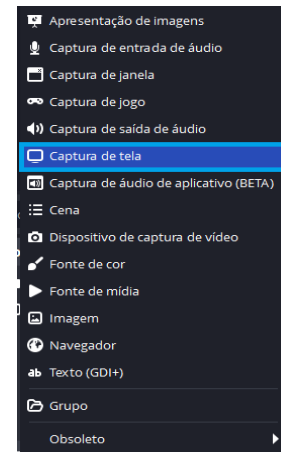 Apresentação de imagens
Captura de entrada de áudio
Captura de janela
Captura de jogo
Captura de saída de áudio
Captura de tela
Captura de áudio de aplicativo (BETA)
Cena
Dispositivo de captura de vídeo
Fonte de cor
Fonte de mídia
Imagem
Navegador
ab Texto (GDI+)
Grupo
Obsoleto